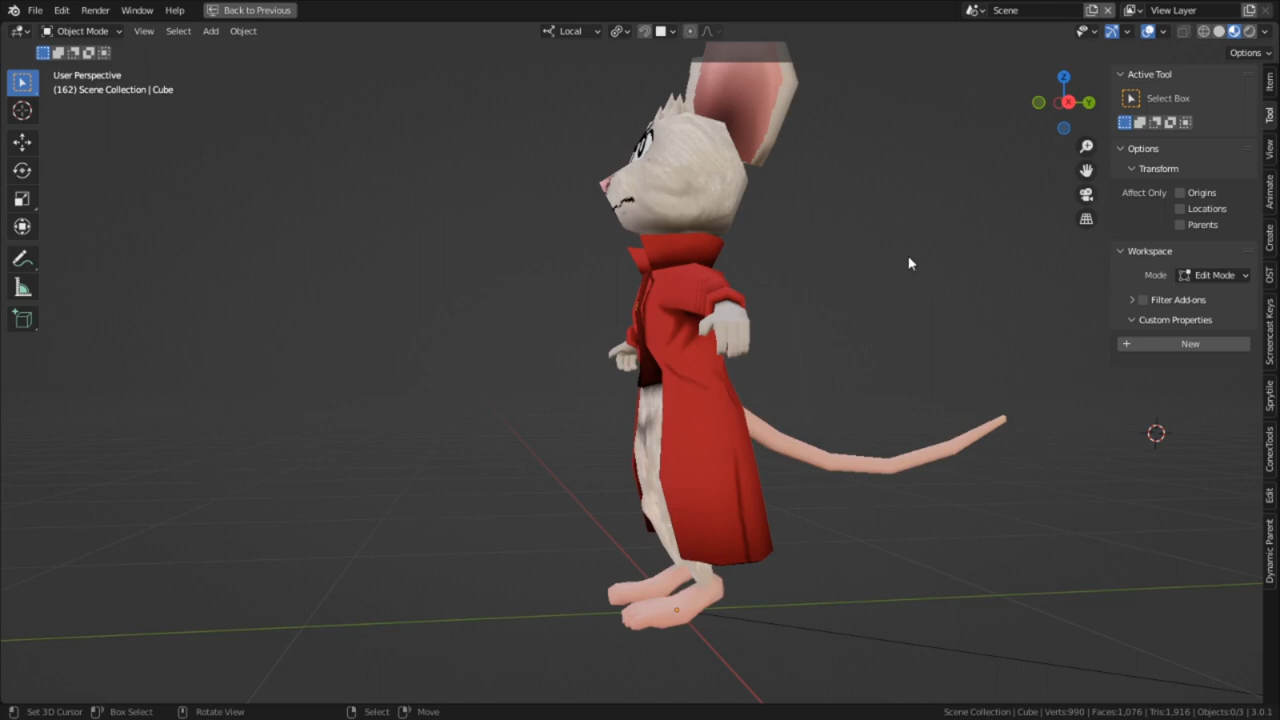 File Edit Render Window Help Back to Previous Scene View Layer
Object Mode View Select Add Object Local
Options
User Perspective
(162) Scene Collection | Cube
Z
X
Y
Active Tool
Select Box
Options
Transform
Affect Only Origins
Locations
Parents
Workspace
Mode Edit Mode
Filter Add-ons
Custom Properties
New
Item
Tool
View
Animate
Create
OST
Screencast Keys
Sprytile
ConexTools
Edit
Dynamic Parent
Set 3D Cursor Box Select Rotate View Select Move Scene Collection | Cube | Verts:990 | Faces:1,076 | Tris:1,916 | Objects:0/3 | 3.0.1